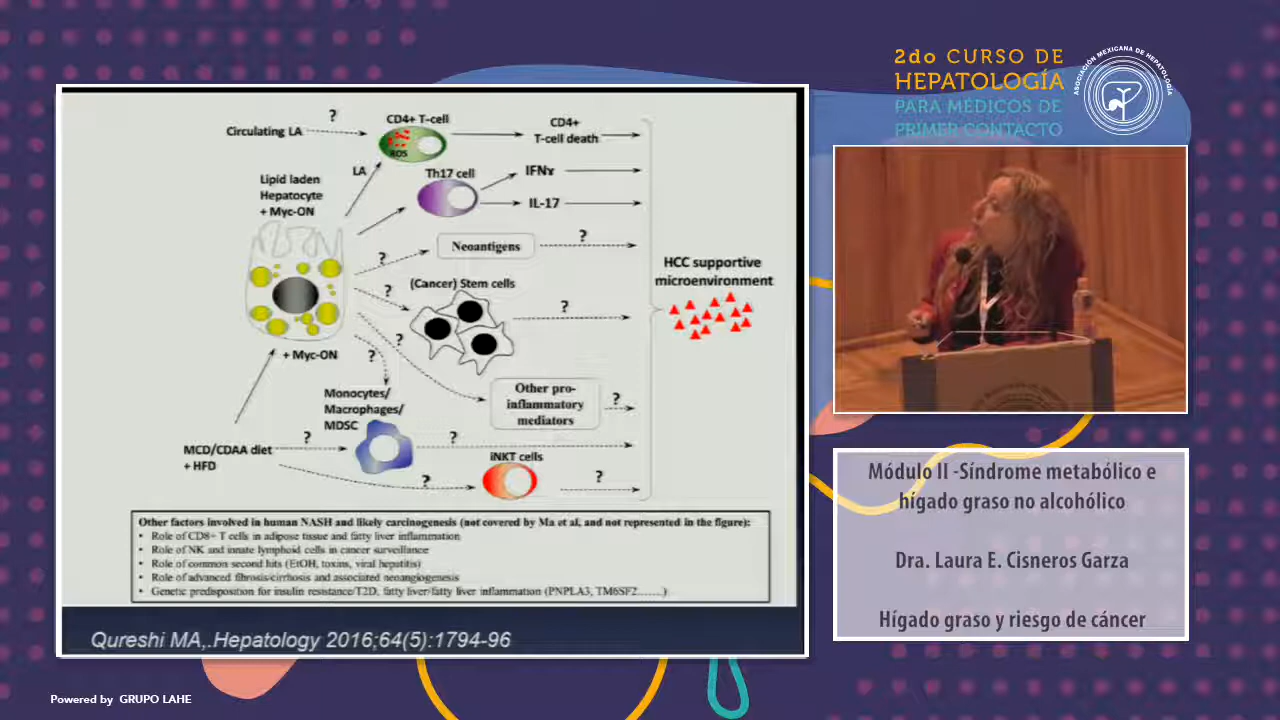 2do CURSO DE
HEPATOLOGÍA
PARA MÉDICOS DE
PRIMER CONTACTO
ASOCIACIÓN MEXICANA DE HEPATOLOGÍA
?
Circulating LA
CD4+ T-cell
ROS
CD4+
T-cell death
LA
Th17 cell
IFNγ
IL-17
Lipid laden
Hepatocyte
+ Myc-ON
?
Neoantigens
?
HCC supportive
microenvironment
?
(Cancer) Stem cells
?
?
+ Myc-ON
?
Monocytes/
Macrophages/
MDSC
Other pro-
inflammatory
mediators
?
MCD/CDAA diet
+ HFD
?
?
iNKT cells
?
?
Other factors involved in human NASH and likely carcinogenesis (not covered by Ma et al, and not represented in the figure):
• Role of CD8+ T cells in adipose tissue and fatty liver inflammation
• Role of NK and innate lymphoid cells in cancer surveillance
• Role of common second hits (EtOH, toxins, viral hepatitis)
• Role of advanced fibrosis/cirrhosis and associated neoangiogenesis
• Genetic predisposition for insulin resistance/T2D, fatty liver/fatty liver inflammation (PNPLA3, TM6SF2.......)
Qureshi MA,.Hepatology 2016;64(5):1794-96
Módulo II -Síndrome metabólico e
hígado graso no alcohólico
Dra. Laura E. Cisneros Garza
Hígado graso y riesgo de cáncer
Powered by GRUPO LAHE